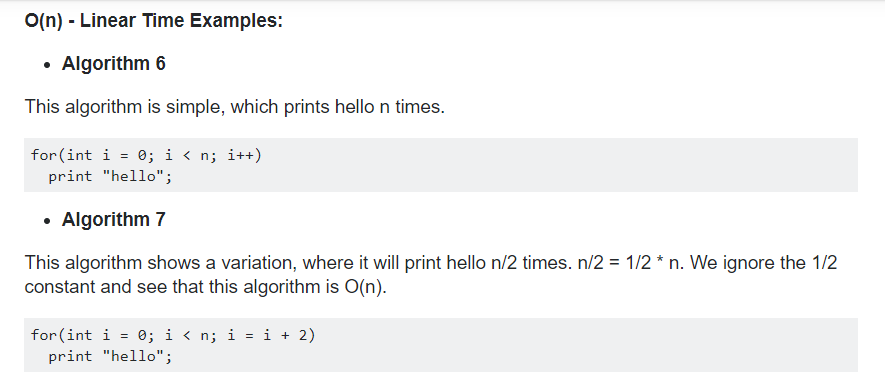 O(n) - Linear Time Examples:
• Algorithm 6
This algorithm is simple, which prints hello n times.
for(int i = 0; i < n; i++)
  print "hello";
• Algorithm 7
This algorithm shows a variation, where it will print hello n/2 times. n/2 = 1/2 * n. We ignore the 1/2
constant and see that this algorithm is O(n).
for(int i = 0; i < n; i = i + 2)
  print "hello";